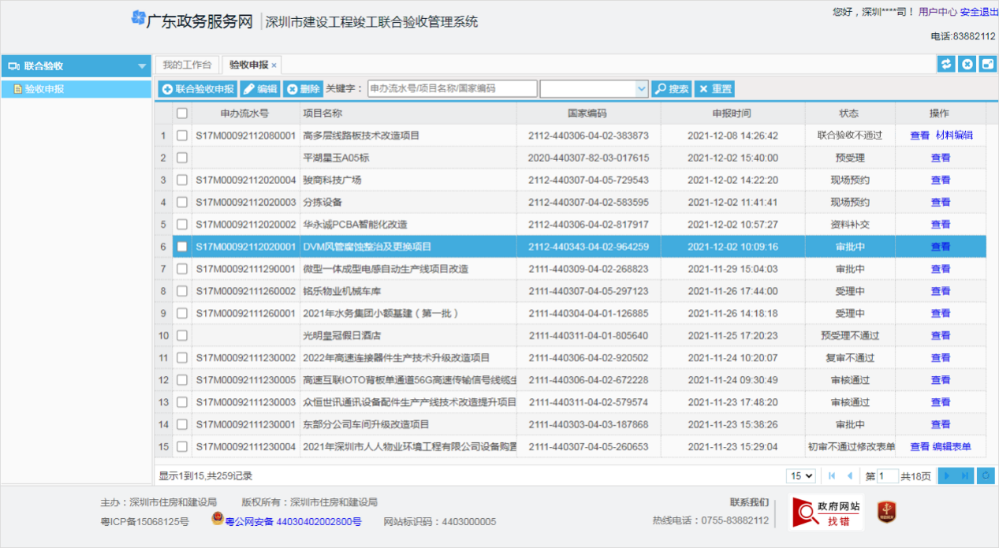 广东政务服务网 深圳市建设工程竣工联合验收管理系统
您好，深圳****司！ 用户中心 安全退出
电话:83882112
联合验收
验收申报
我的工作台 验收申报 ×
联合验收申报 编辑 删除 关键字： 申办流水号/项目名称/国家编码 搜索 重置
申办流水号 项目名称 国家编码 申报时间 状态 操作
1 S17M00092112080001 高多层线路板技术改造项目 2112-440306-04-02-383873 2021-12-08 14:26:42 联合验收不通过 查看 材料编辑
2 平湖星玉A05标 2020-440307-82-03-017615 2021-12-02 15:40:00 预受理 查看
3 S17M00092112020004 骏商科技广场 2112-440307-04-05-729543 2021-12-02 14:22:20 现场预约 查看
4 S17M00092112020003 分拣设备 2112-440307-04-02-583595 2021-12-02 11:41:41 现场预约 查看
5 S17M00092112020002 华永诚PCBA智能化改造 2112-440306-04-02-817917 2021-12-02 10:57:27 资料补交 查看
6 S17M00092112020001 DVM风管腐蚀整治及更换项目 2112-440343-04-02-964259 2021-12-02 10:09:16 审批中 查看
7 S17M00092111290001 微型一体成型电感自动生产线项目改造 2111-440309-04-02-268823 2021-11-29 15:04:03 审批中 查看
8 S17M00092111260002 铭乐物业机械车库 2111-440307-04-05-297123 2021-11-26 17:44:00 受理中 查看
9 S17M00092111260001 2021年水务集团小额基建（第一批） 2111-440304-04-01-126885 2021-11-26 14:18:18 受理中 查看
10 光明皇冠假日酒店 2111-440311-04-01-805640 2021-11-25 17:20:23 预受理不通过 查看
11 S17M00092111230002 2022年高速连接器件生产技术升级改造项目 2111-440306-04-02-920502 2021-11-24 10:20:07 复审不通过 查看
12 S17M00092111230005 高速互联IOTO背板单通道56G高速传输信号线缆生 2111-440306-04-02-672228 2021-11-24 09:30:49 审核通过 查看
13 S17M00092111230003 众恒世讯通讯设备配件生产产线技术改造提升项目 2111-440311-04-02-579574 2021-11-23 17:48:20 审核通过 查看
14 S17M00092111230001 东部分公司车间升级改造项目 2111-440303-04-03-187868 2021-11-23 15:38:26 审批中 查看
15 S17M00092111230004 2021年深圳市人人物业环境工程有限公司设备购置 2111-440307-04-05-260653 2021-11-23 15:29:04 初审不通过修改表单 查看 编辑表单
显示1到15,共259记录 15 第 1 共18页
主办：深圳市住房和建设局 版权所有：深圳市住房和建设局 联系我们
粤ICP备15068125号 粤公网安备 44030402002800号 网站标识码：4403000005 热线电话：0755-83882112
政府网站
找错